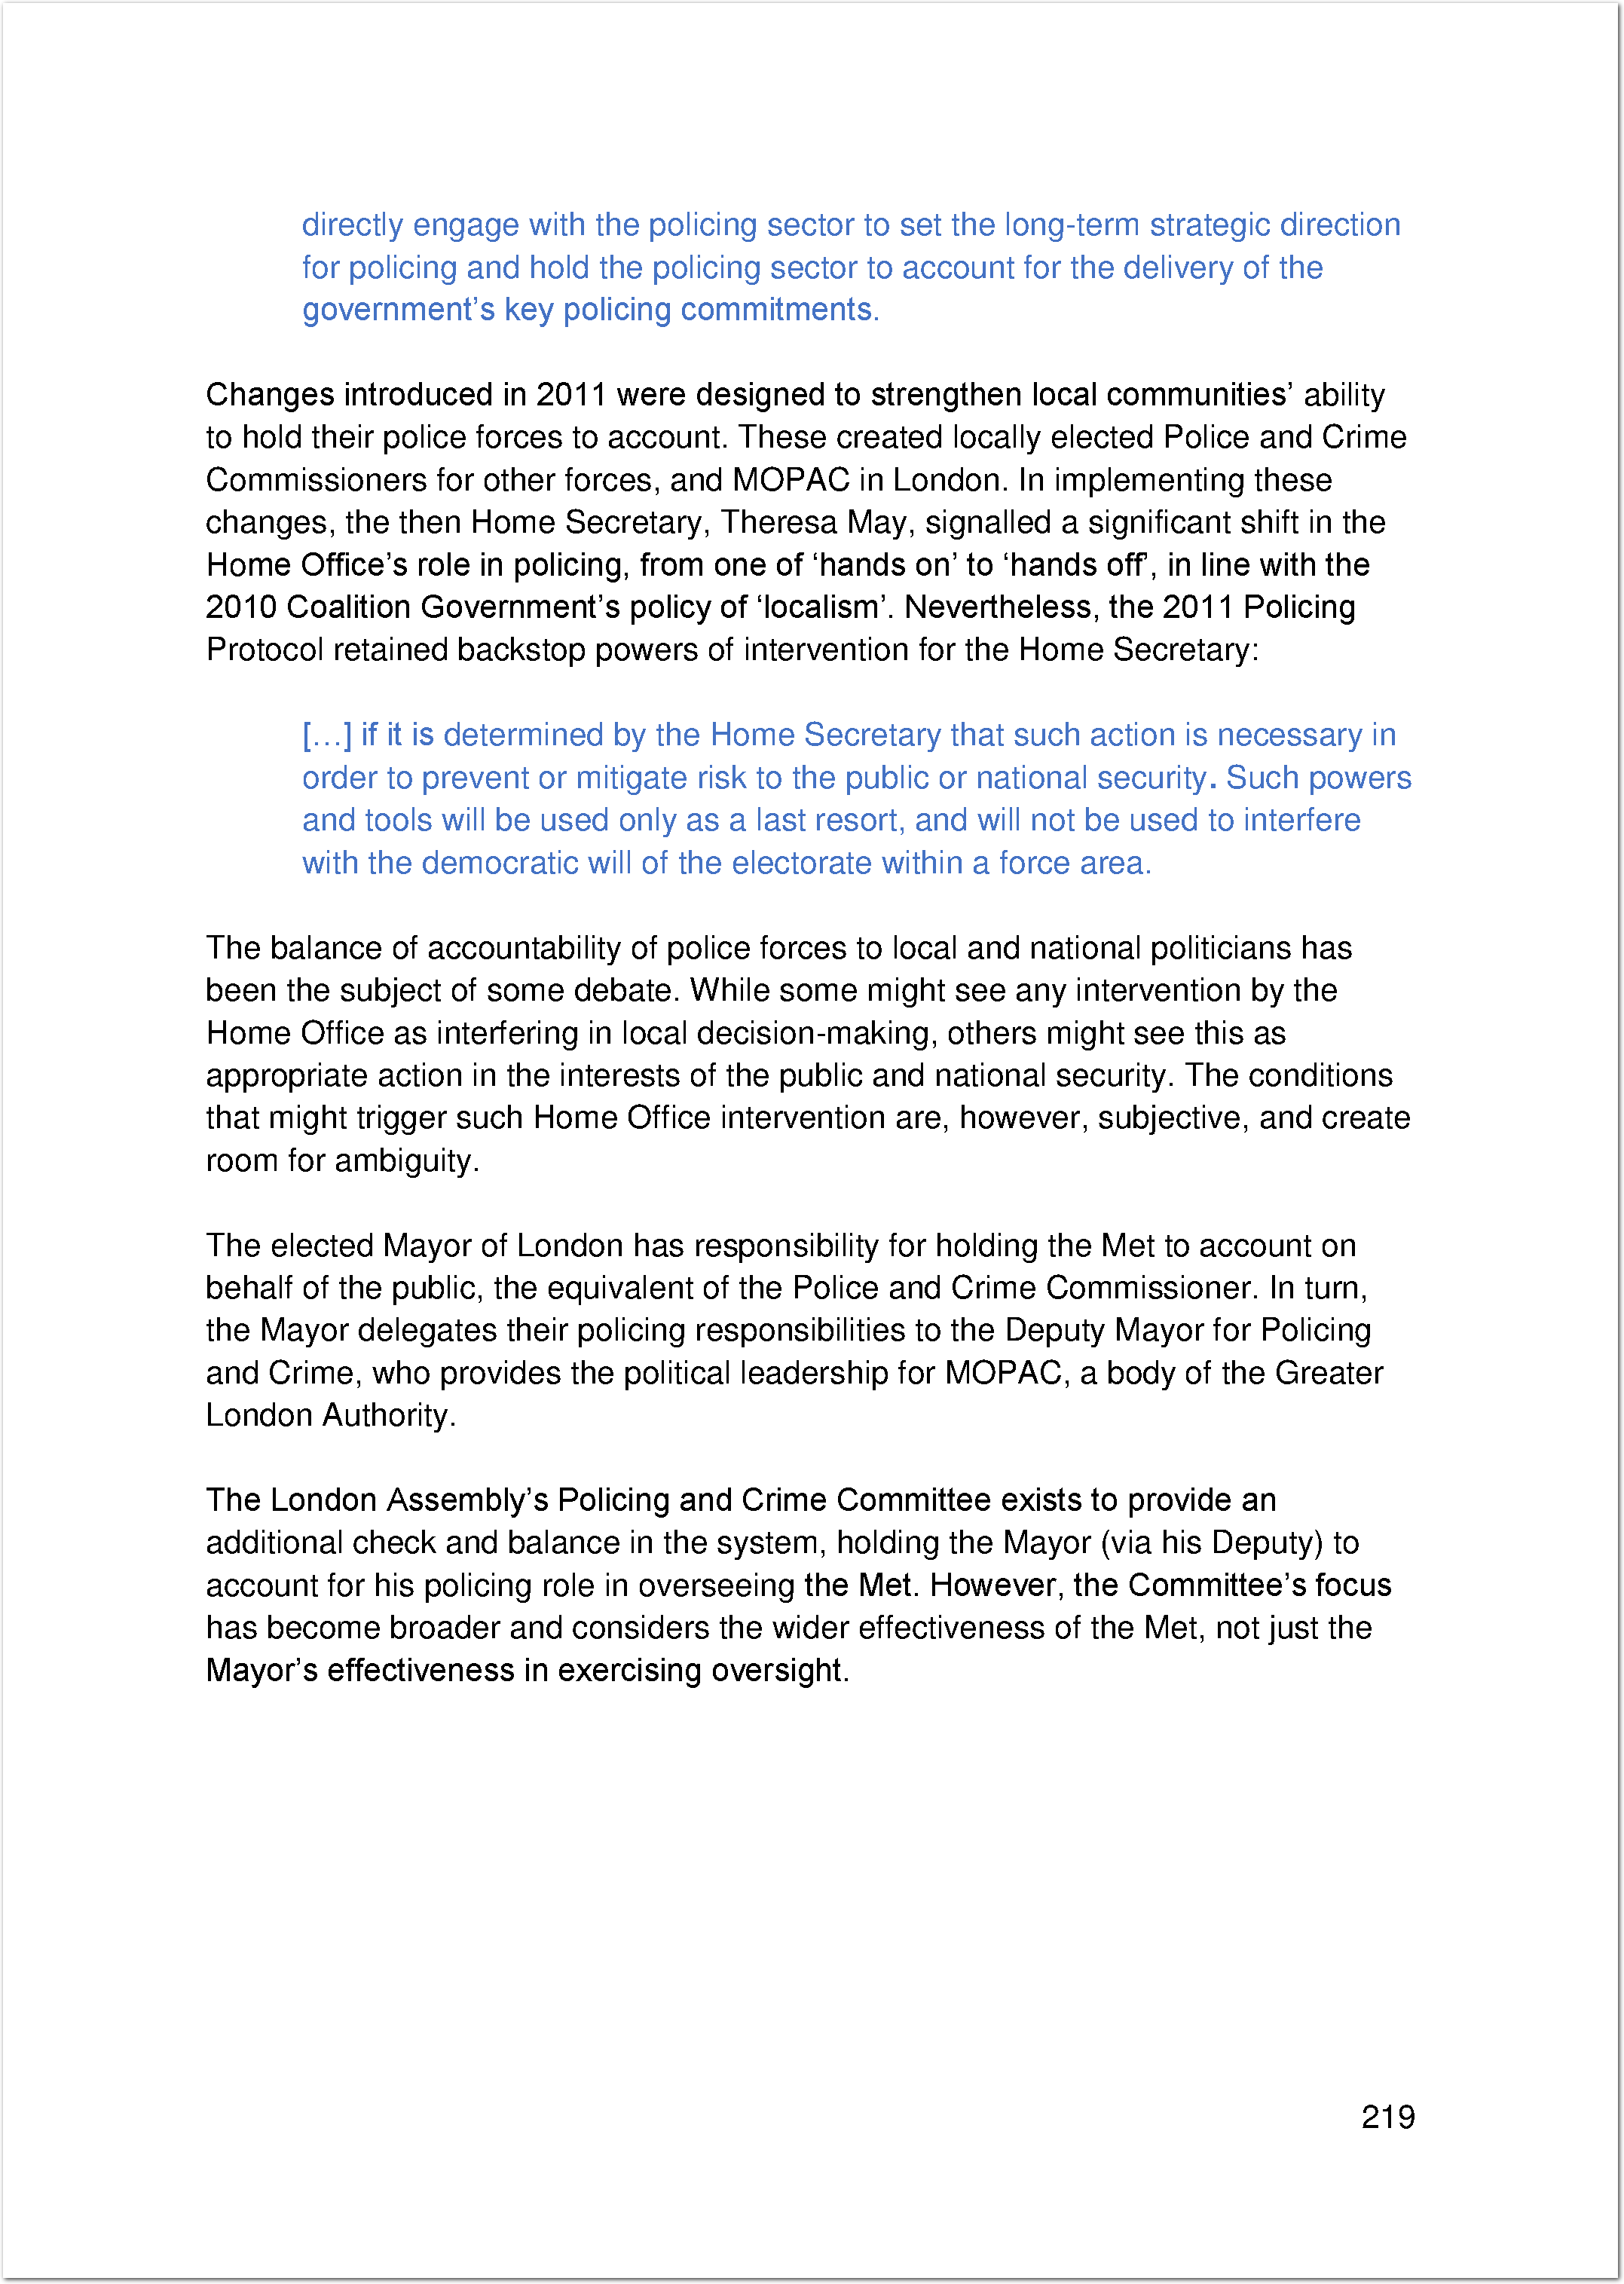 directly engage with the policing sector to set the long-term strategic direction
for policing and hold the policing sector to account for the delivery of the
government’s key policing commitments.
Changes introduced in 2011 were designed to strengthen local communities’ ability
to hold their police forces to account. These created locally elected Police and Crime
Commissioners for other forces, and MOPAC in London. In implementing these
changes, the then Home Secretary, Theresa May, signalled a significant shift in the
Home Office’s role in policing, from one of ‘hands on’ to ‘hands off’, in line with the
2010 Coalition Government’s policy of ‘localism’. Nevertheless, the 2011 Policing
Protocol retained backstop powers of intervention for the Home Secretary:
[…] if it is determined by the Home Secretary that such action is necessary in
order to prevent or mitigate risk to the public or national security. Such powers
and tools will be used only as a last resort, and will not be used to interfere
with the democratic will of the electorate within a force area.
The balance of accountability of police forces to local and national politicians has
been the subject of some debate. While some might see any intervention by the
Home Office as interfering in local decision-making, others might see this as
appropriate action in the interests of the public and national security. The conditions
that might trigger such Home Office intervention are, however, subjective, and create
room for ambiguity.
The elected Mayor of London has responsibility for holding the Met to account on
behalf of the public, the equivalent of the Police and Crime Commissioner. In turn,
the Mayor delegates their policing responsibilities to the Deputy Mayor for Policing
and Crime, who provides the political leadership for MOPAC, a body of the Greater
London Authority.
The London Assembly’s Policing and Crime Committee exists to provide an
additional check and balance in the system, holding the Mayor (via his Deputy) to
account for his policing role in overseeing the Met. However, the Committee’s focus
has become broader and considers the wider effectiveness of the Met, not just the
Mayor’s effectiveness in exercising oversight.
219